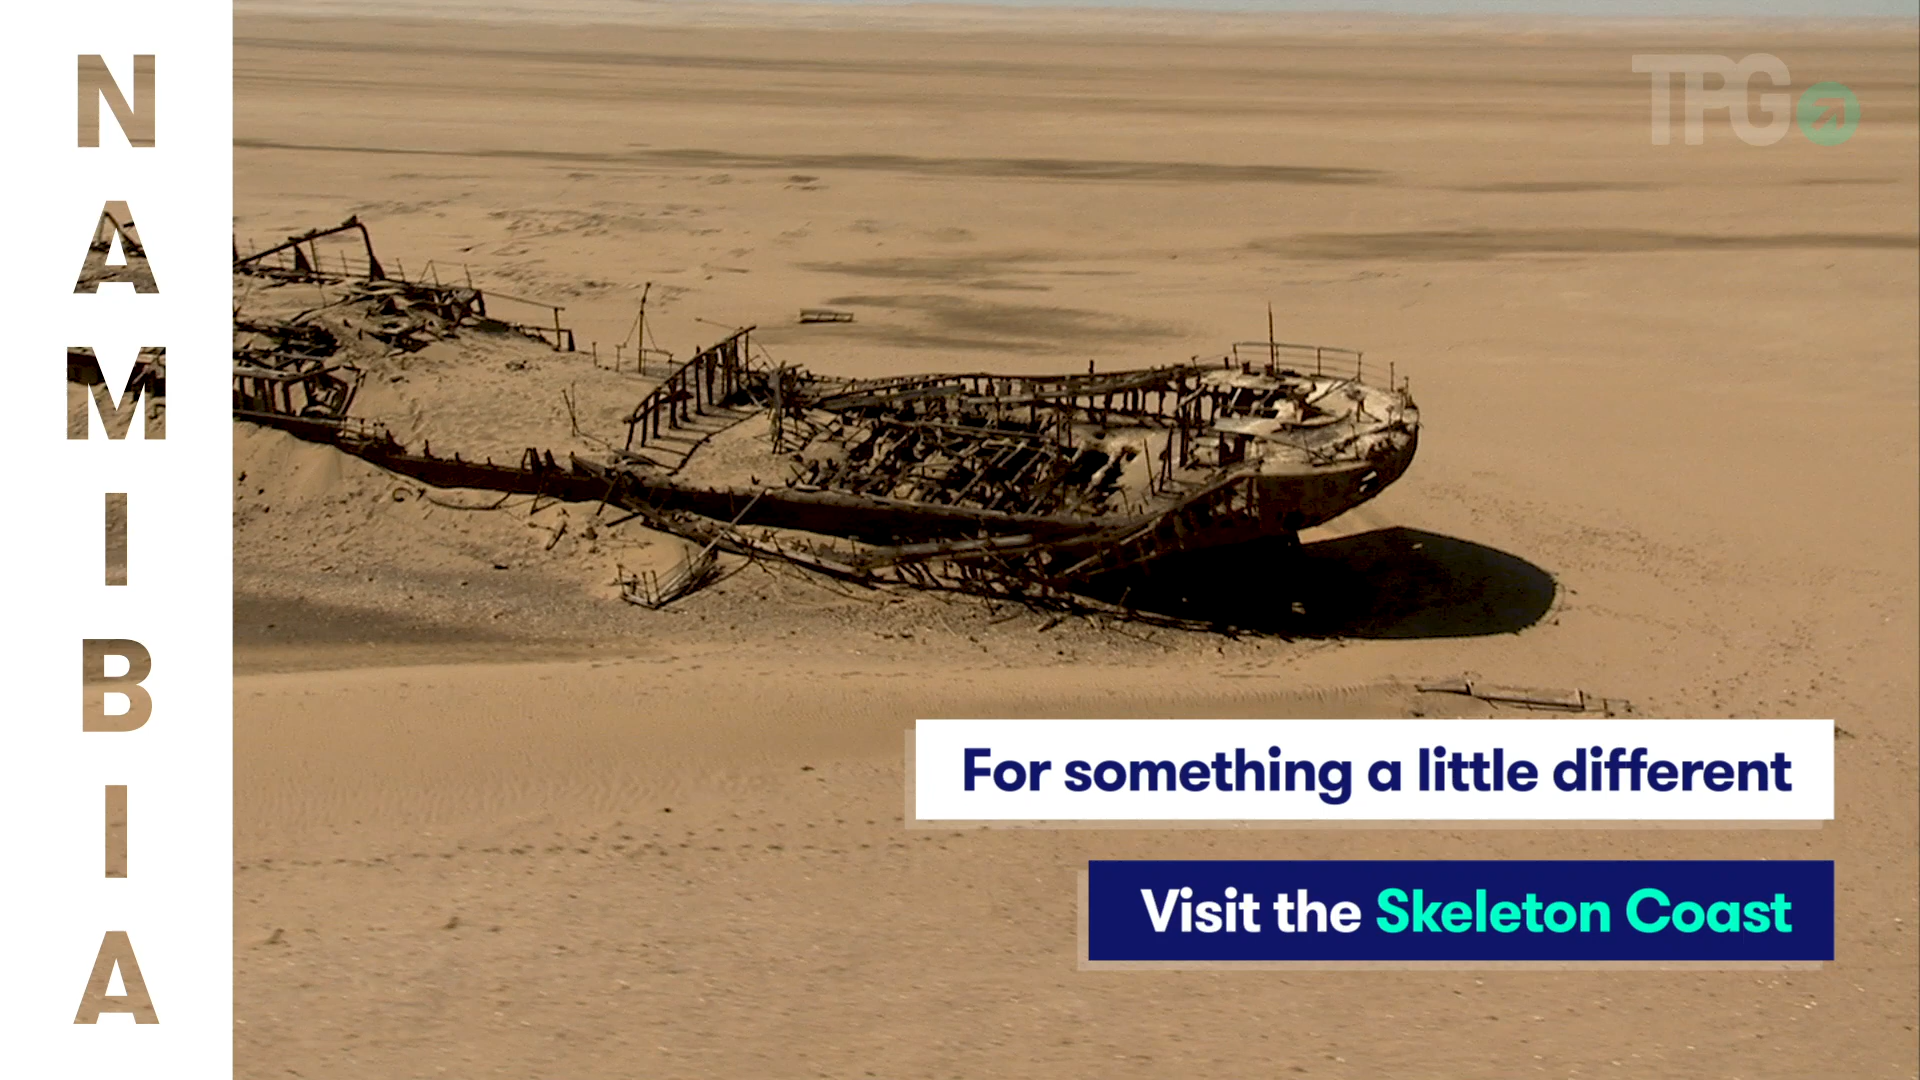 NAMIBIA
TPG
For something a little different
Visit the Skeleton Coast